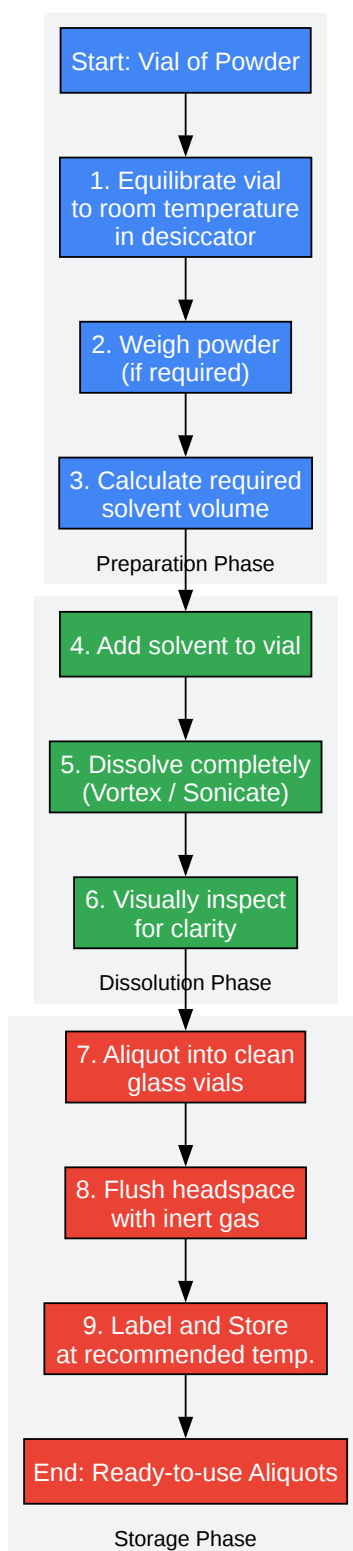 Start: Vial of Powder
1. Equilibrate vial
to room temperature
in desiccator
2. Weigh powder
(if required)
3. Calculate required
solvent volume
Preparation Phase
4. Add solvent to vial
5. Dissolve completely
(Vortex / Sonicate)
6. Visually inspect
for clarity
Dissolution Phase
7. Aliquot into clean
glass vials
8. Flush headspace
with inert gas
9. Label and Store
at recommended temp.
End: Ready-to-use Aliquots
Storage Phase